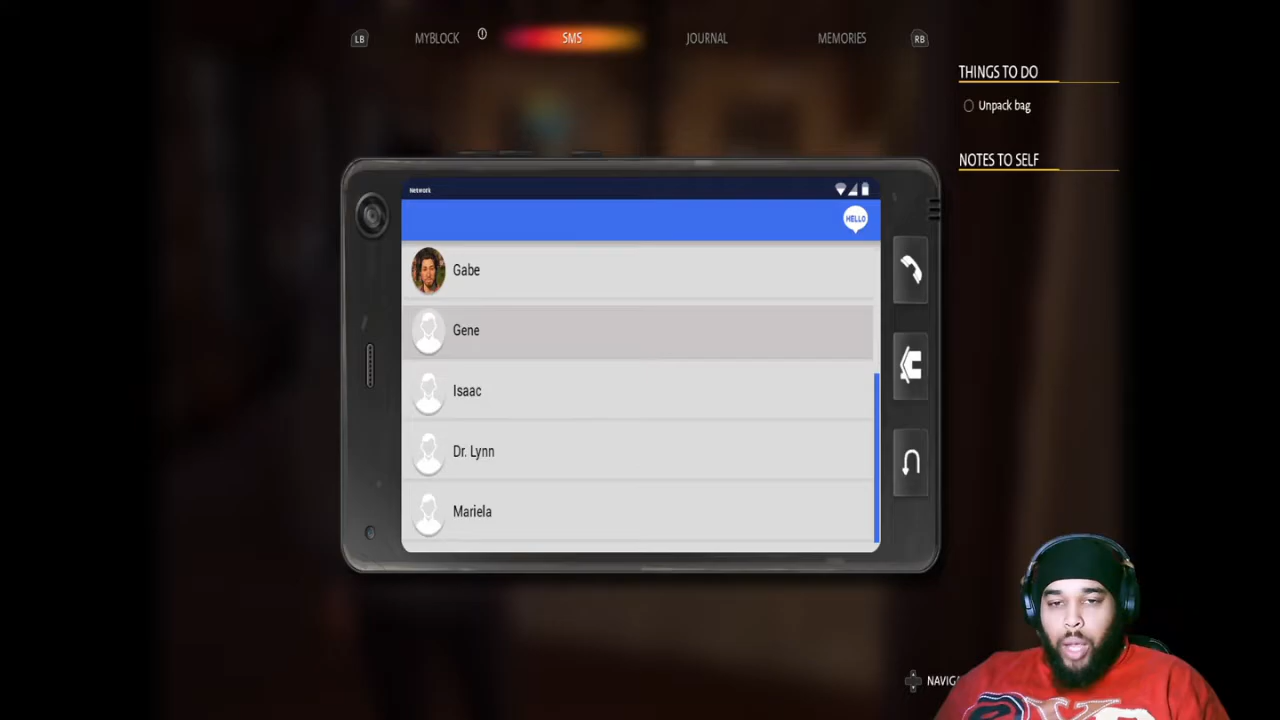 LB
MYBLOCK
SMS
JOURNAL
MEMORIES
RB
THINGS TO DO
Unpack bag
NOTES TO SELF
Network
HELLO
Gabe
Gene
Isaac
Dr. Lynn
Mariela